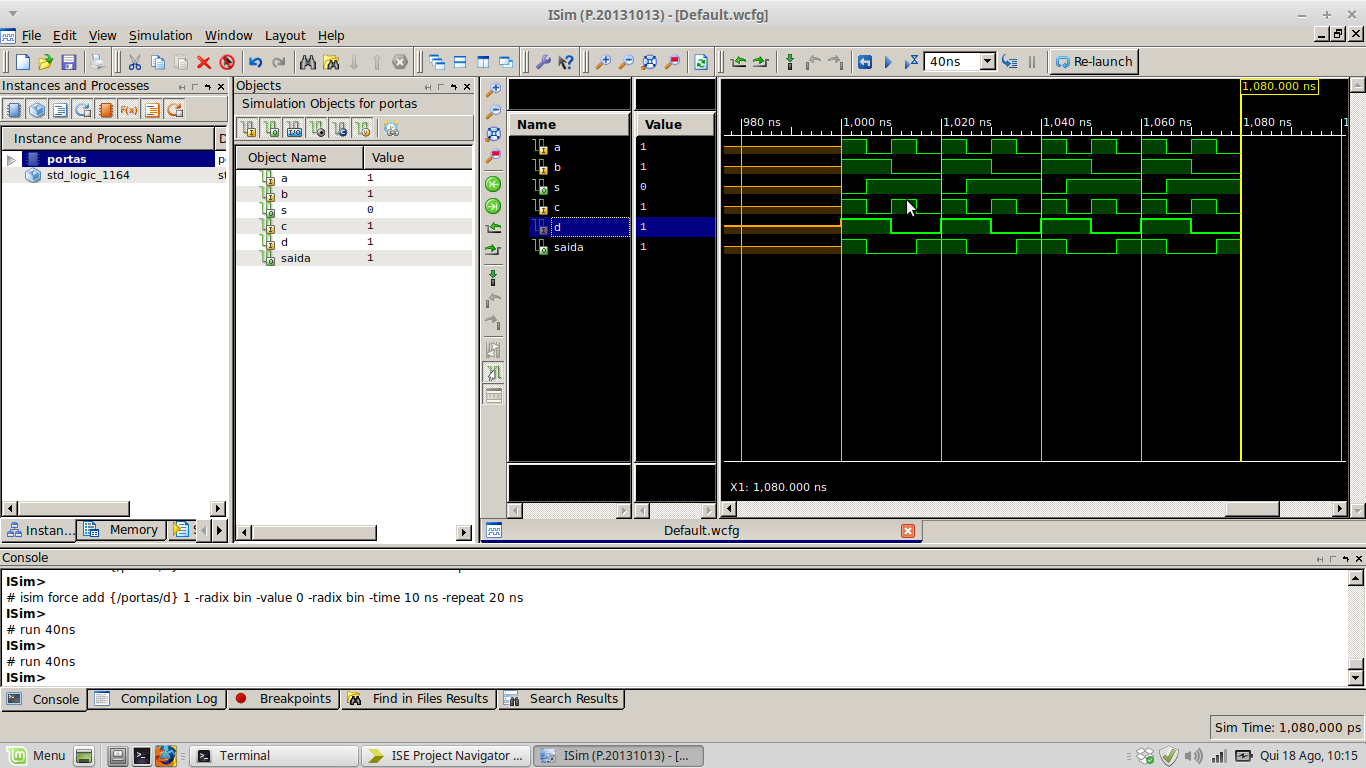 ISim (P.20131013) - [Default.wcfg]
File Edit View Simulation Window Layout Help
40ns
Re-launch
Instances and Processes
Instance and Process Name
portas
std_logic_1164
Instan...
Memory
Objects
Simulation Objects for portas
Object Name Value
a 1
b 1
s 0
c 1
d 1
saida 1
Name Value
a 1
b 1
s 0
c 1
d 1
saida 1
1,080.000 ns
980 ns 1,000 ns 1,020 ns 1,040 ns 1,060 ns 1,080 ns
X1: 1,080.000 ns
Default.wcfg
Console
ISim>
# isim force add {/portas/d} 1 -radix bin -value 0 -radix bin -time 10 ns -repeat 20 ns
ISim>
# run 40ns
ISim>
# run 40ns
ISim>
Console Compilation Log Breakpoints Find in Files Results Search Results
Sim Time: 1,080,000 ps
Menu Terminal ISE Project Navigator ... ISim (P.20131013) - [... Qui 18 Ago, 10:15